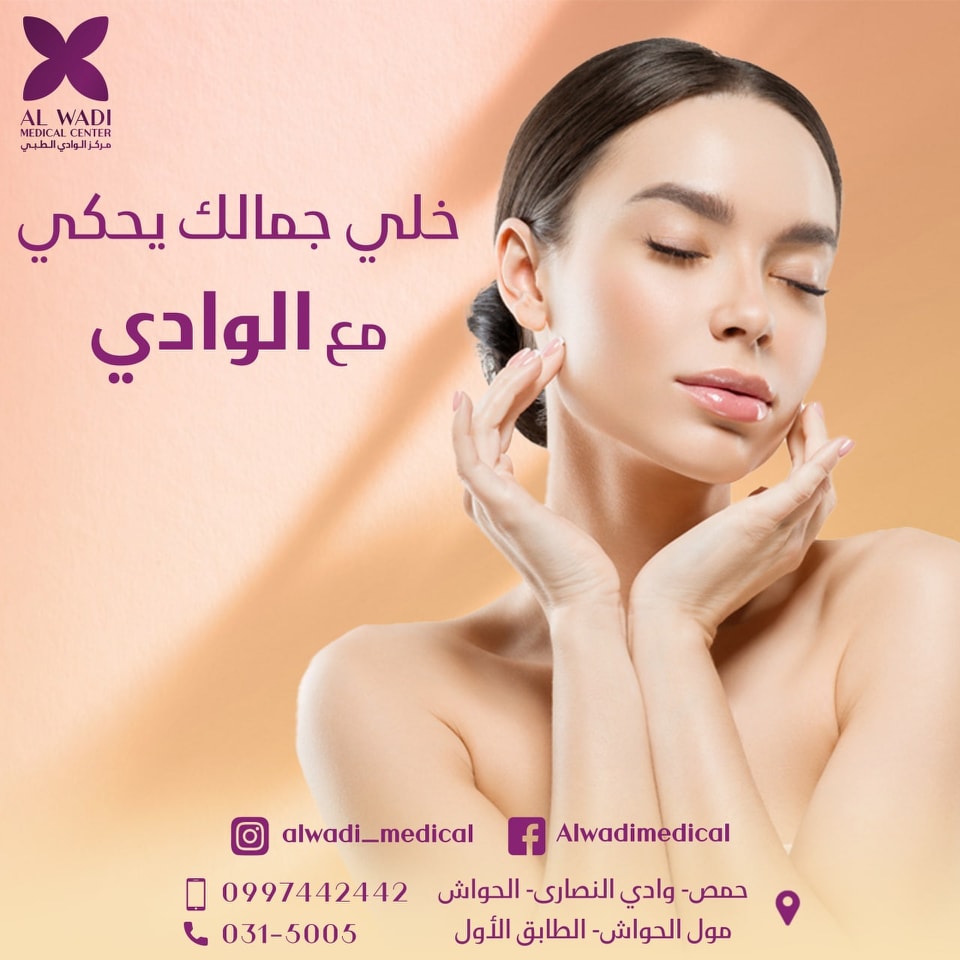 AL WADI
MEDICAL CENTER
مركز الوادي الطبي
خلي جمالك يحكي
مع الوادي
alwadi_medical
Alwadimedical
0997442442
حمص- وادي النصارى- الحواش
031-5005
مول الحواش- الطابق الأول